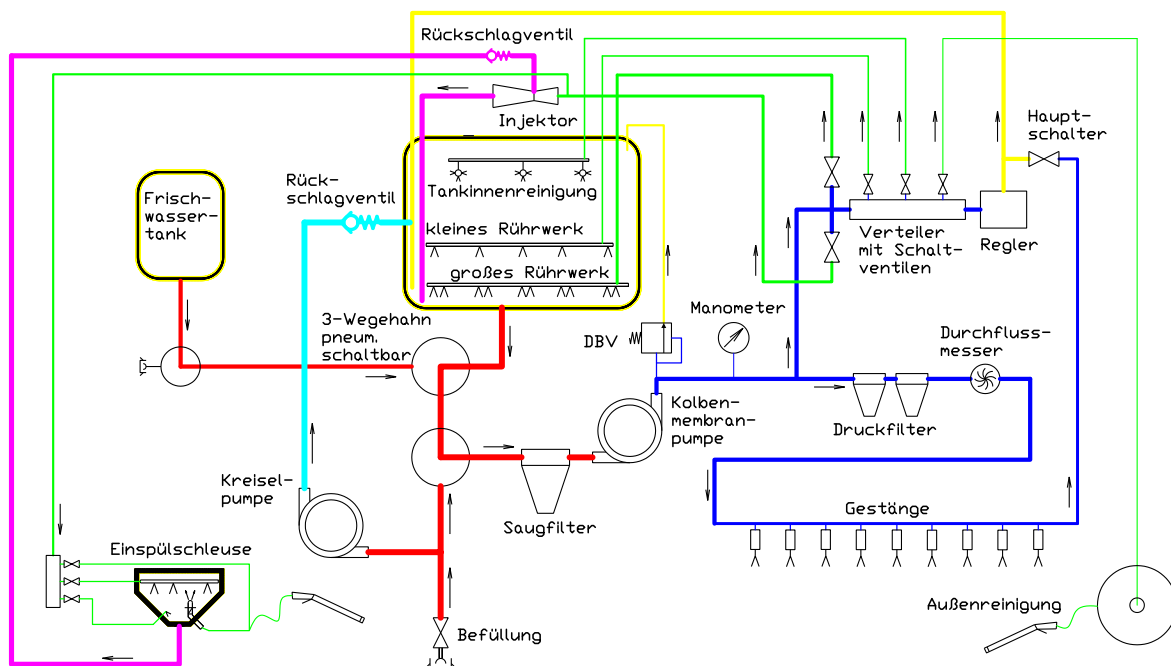 Rückschlagventil
Injektor
Haupt-
schalter
Frisch-
wasser-
tank
Rück-
schlagventil
Tankinnenreinigung
kleines Rührwerk
großes Rührwerk
Verteiler
mit Schalt-
ventilen
Regler
3-Wegehahn
pneum.
schaltbar
DBV
Manometer
Durchfluss-
messer
Kolben-
membran-
pumpe
Druckfilter
Kreisel-
pumpe
Saugfilter
Gestänge
Einspülschleuse
Befüllung
Außenreinigung